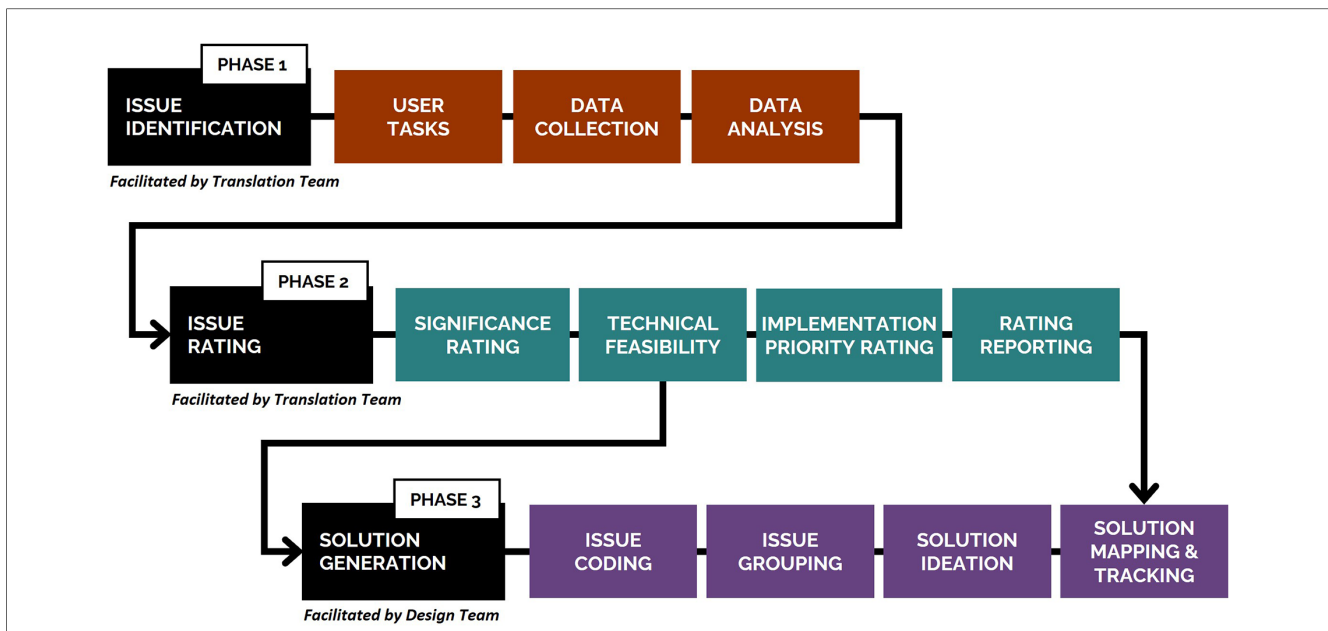 PHASE 1
ISSUE
IDENTIFICATION
USER
TASKS
DATA
COLLECTION
DATA
ANALYSIS
Facilitated by Translation Team
PHASE 2
ISSUE
RATING
SIGNIFICANCE
RATING
TECHNICAL
FEASIBILITY
IMPLEMENTATION
PRIORITY RATING
RATING
REPORTING
Facilitated by Translation Team
PHASE 3
SOLUTION
GENERATION
ISSUE
CODING
ISSUE
GROUPING
SOLUTION
IDEATION
SOLUTION
MAPPING &
TRACKING
Facilitated by Design Team